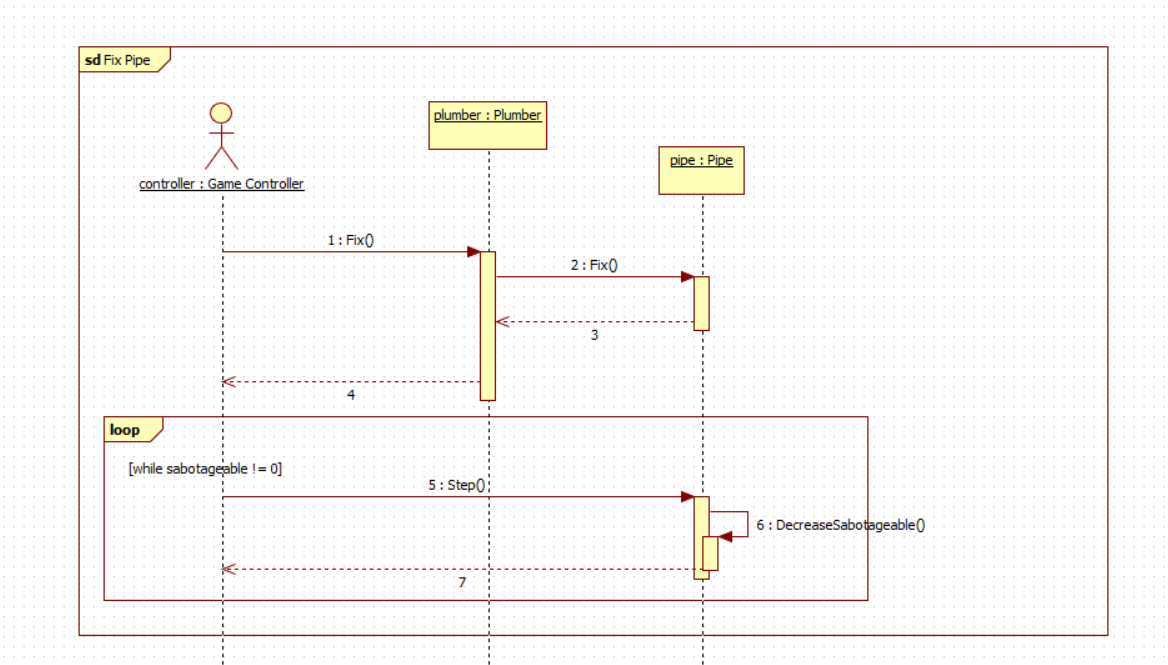 sd Fix Pipe
plumber : Plumber
pipe : Pipe
controller : Game Controller
1 : Fix()
2 : Fix()
3
4
loop
[while sabotageable != 0]
5 : Step()
6 : DecreaseSabotageable()
7